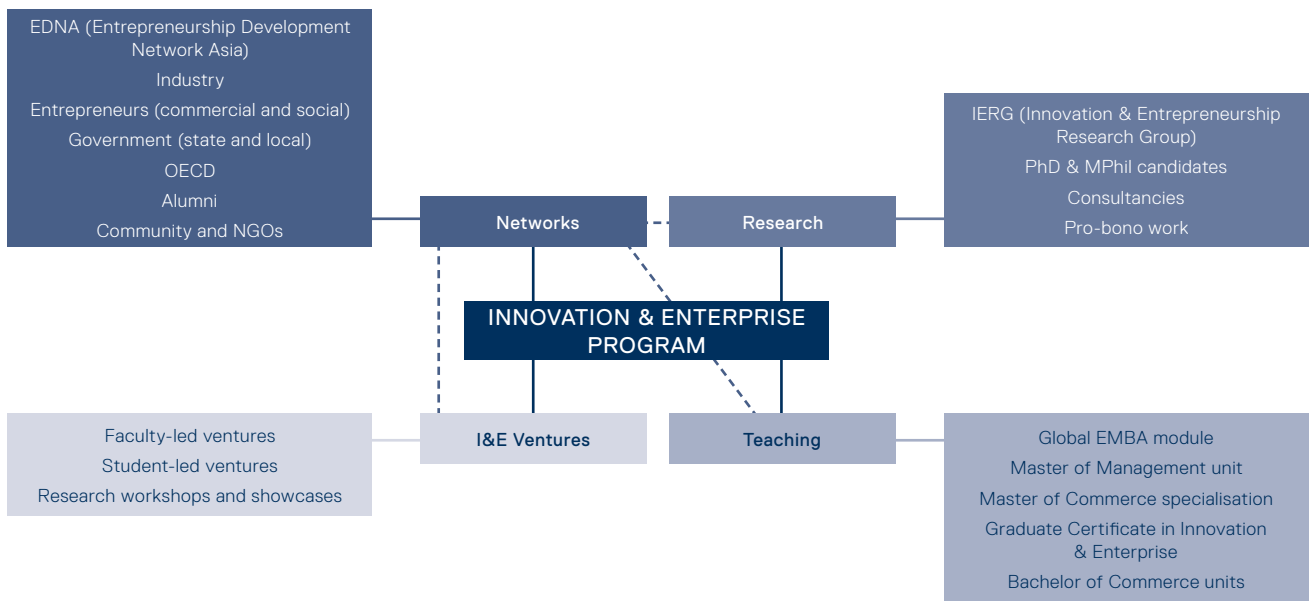 EDNA (Entrepreneurship Development
Network Asia)
Industry
Entrepreneurs (commercial and social)
Government (state and local)
OECD
Alumni
Community and NGOs
IERG (Innovation & Entrepreneurship
Research Group)
PhD & MPhil candidates
Consultancies
Pro-bono work
Networks
Research
INNOVATION & ENTERPRISE
PROGRAM
Faculty-led ventures
Student-led ventures
Research workshops and showcases
I&E Ventures
Teaching
Global EMBA module
Master of Management unit
Master of Commerce specialisation
Graduate Certificate in Innovation
& Enterprise
Bachelor of Commerce units